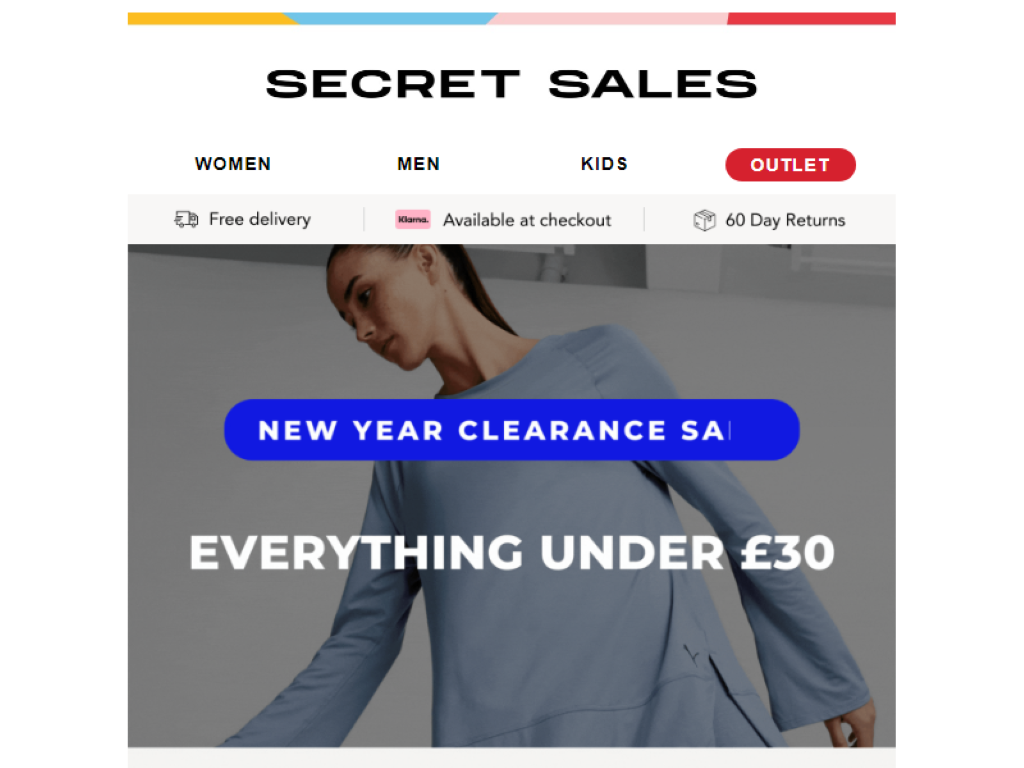 SECRET SALES
WOMEN MEN KIDS OUTLET
Free delivery Klarna. Available at checkout 60 Day Returns
NEW YEAR CLEARANCE SA
EVERYTHING UNDER £30